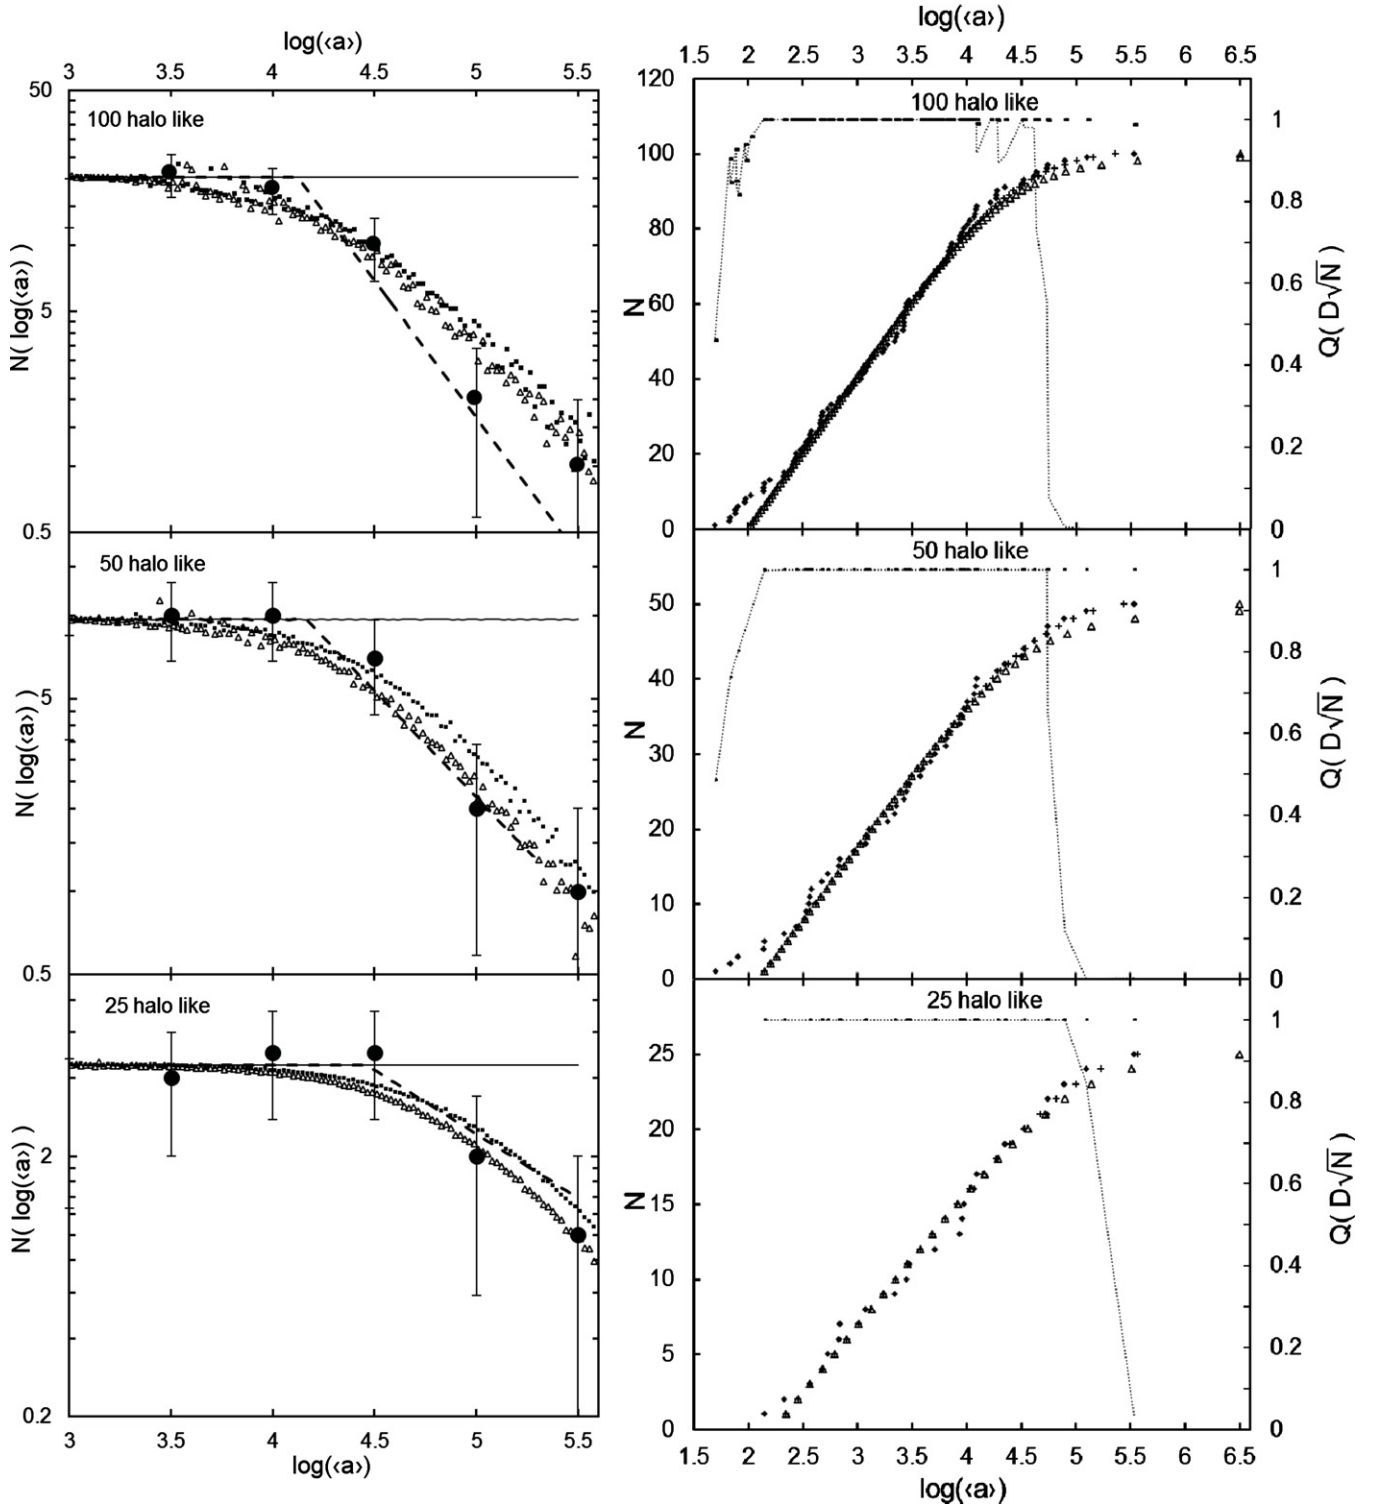 log(‹a›)
3 3.5 4 4.5 5 5.5
50
5
0.5
N( log(‹a›) )
100 halo like
50 halo like
5
0.5
N( log(‹a›) )
25 halo like
2
0.2
N( log(‹a›) )
3 3.5 4 4.5 5 5.5
log(‹a›)
log(‹a›)
1.5 2 2.5 3 3.5 4 4.5 5 5.5 6 6.5
100 halo like
120
100
80
60
40
20
0
N
1
0.8
0.6
0.4
0.2
0
Q( D√N )
50 halo like
50
40
30
20
10
0
N
1
0.8
0.6
0.4
0.2
0
Q( D√N )
25 halo like
25
20
15
10
5
0
N
1
0.8
0.6
0.4
0.2
0
Q( D√N )
1.5 2 2.5 3 3.5 4 4.5 5 5.5 6 6.5
log(‹a›)